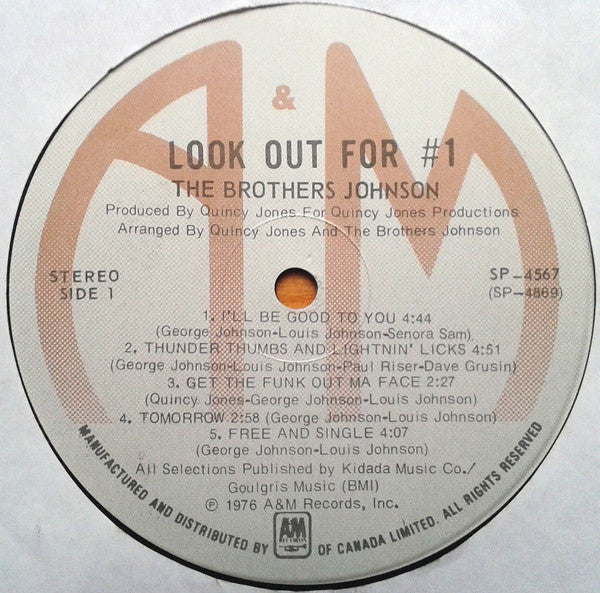 A & M
LOOK OUT FOR #1
THE BROTHERS JOHNSON
Produced By Quincy Jones For Quincy Jones Productions
Arranged By Quincy Jones And The Brothers Johnson
STEREO
SIDE 1
SP-4567
(SP-4869)
1. I'LL BE GOOD TO YOU 4:44
(George Johnson-Louis Johnson-Senora Sam)
2. THUNDER THUMBS AND LIGHTNIN' LICKS 4:51
(George Johnson-Louis Johnson-Paul Riser-Dave Grusin)
3. GET THE FUNK OUT MA FACE 2:27
(Quincy Jones-George Johnson-Louis Johnson)
4. TOMORROW 2:58 (George Johnson-Louis Johnson)
5. FREE AND SINGLE 4:07
(George Johnson-Louis Johnson)
All Selections Published by Kidada Music Co./
Goulgris Music (BMI)
℗ 1976 A&M Records, Inc.
MANUFACTURED AND DISTRIBUTED BY A&M RECORDS OF CANADA LIMITED. ALL RIGHTS RESERVED